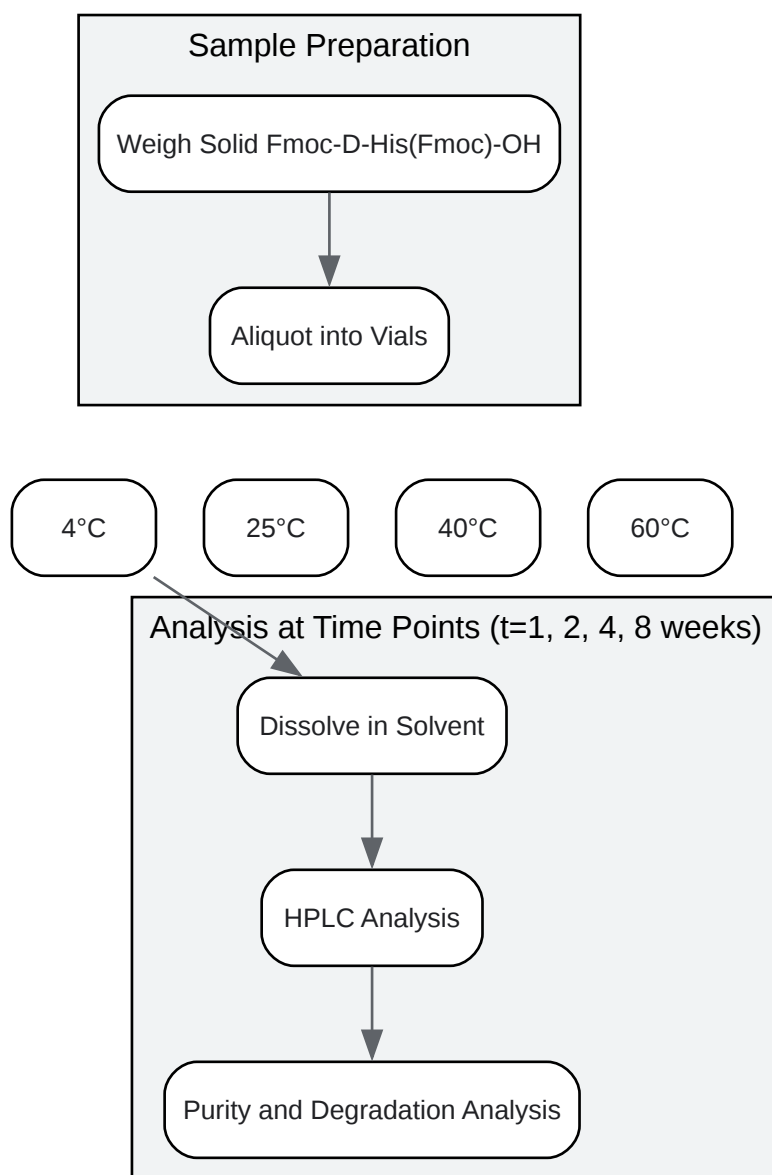 Sample Preparation
Weigh Solid Fmoc-D-His(Fmoc)-OH
Aliquot into Vials
4°C
25°C
40°C
60°C
Analysis at Time Points (t=1, 2, 4, 8 weeks)
Dissolve in Solvent
HPLC Analysis
Purity and Degradation Analysis